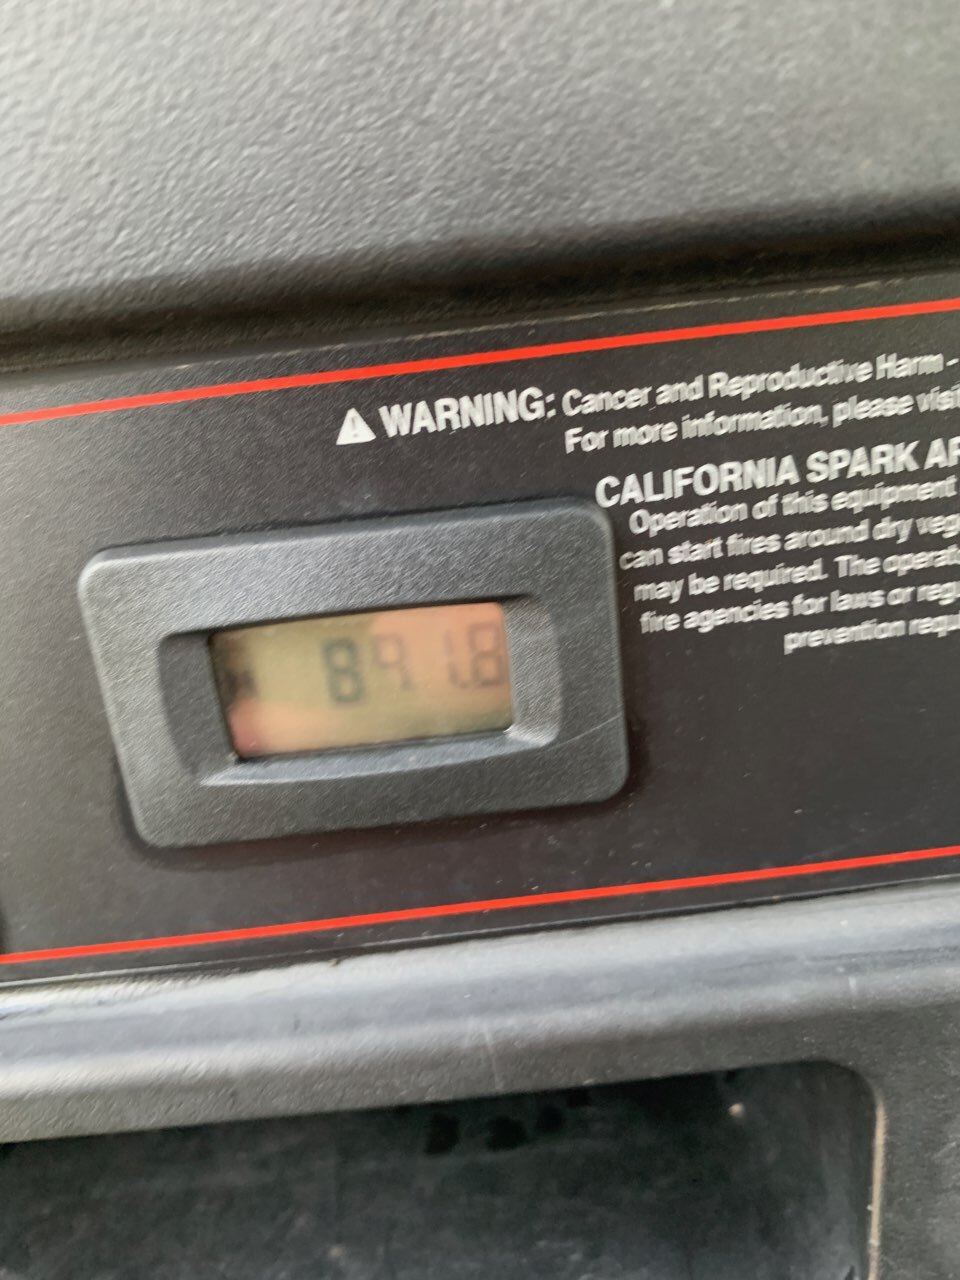 WARNING: Cancer and Reproductive Harm -
For more information, please visit
CALIFORNIA SPARK
Operation of this equipment
can start fires around dry
may be required. The
fire agencies for laws or
prevention
891.8